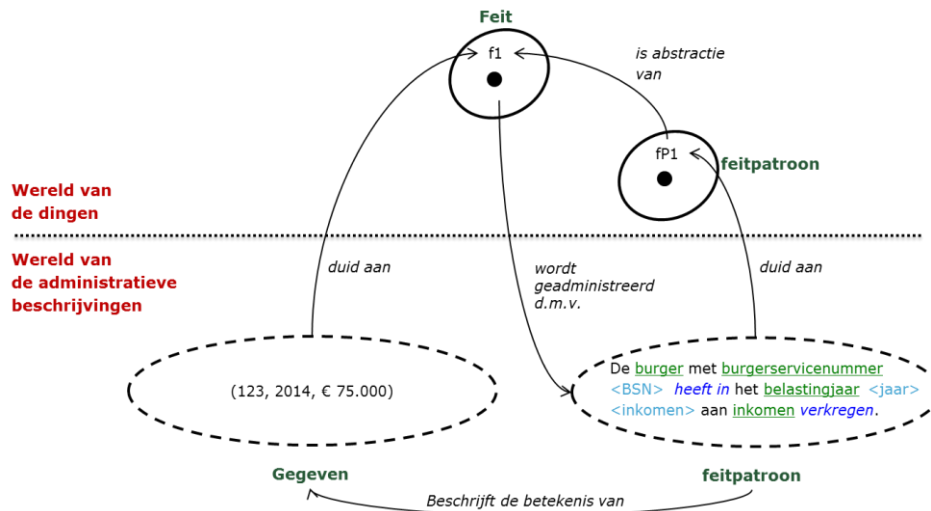 Feit
f1
is abstractie
van
fP1
feitpatroon
Wereld van
de dingen
Wereld van
de administratieve
beschrijvingen
duid aan
wordt
geadministreerd
d.m.v.
duid aan
(123, 2014, € 75.000)
De burger met burgerservicenummer
<BSN> heeft in het belastingjaar <jaar>
<inkomen> aan inkomen verkregen.
Gegeven
feitpatroon
Beschrijft de betekenis van